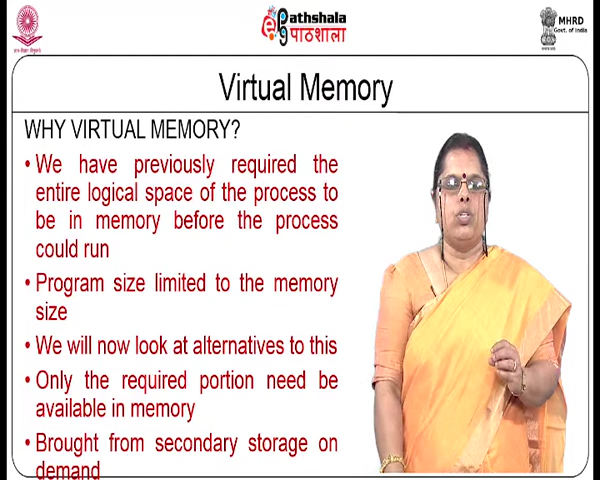 e pathshala
पाठशाला
MHRD
Govt. of India
Virtual Memory
WHY VIRTUAL MEMORY?
• We have previously required the
entire logical space of the process to
be in memory before the process
could run
• Program size limited to the memory
size
• We will now look at alternatives to this
• Only the required portion need be
available in memory
• Brought from secondary storage on
demand